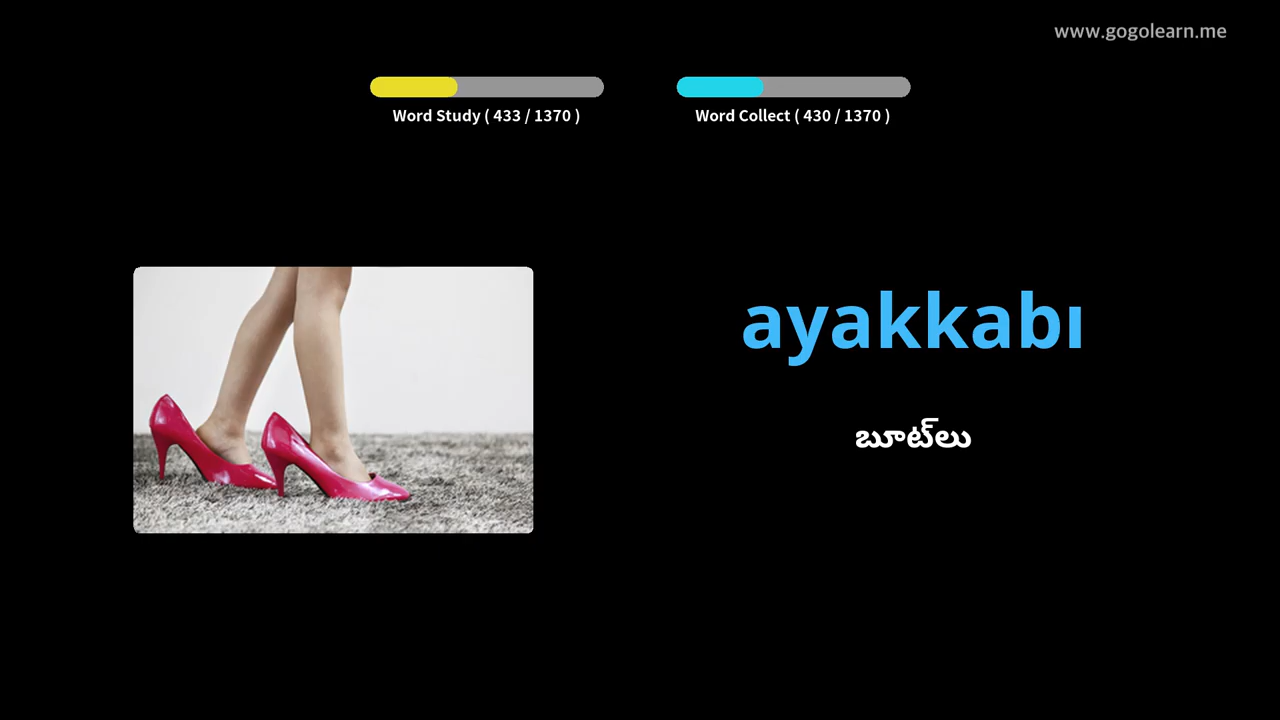 www.gogolearn.me
Word Study ( 433 / 1370 )
Word Collect ( 430 / 1370 )
ayakkabı
బూట్‌లు